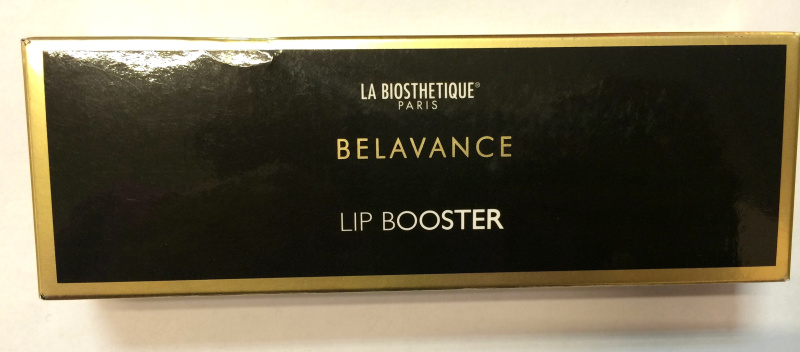 LA BIOSTHETIQUE®
PARIS
BELAVANCE
LIP BOOSTER